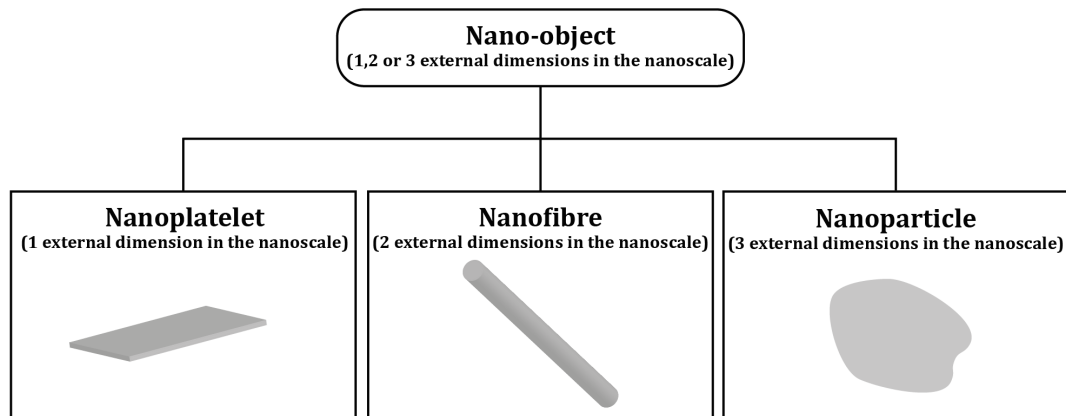 Nano-object
(1,2 or 3 external dimensions in the nanoscale)
Nanoplatelet
(1 external dimension in the nanoscale)
Nanofibre
(2 external dimensions in the nanoscale)
Nanoparticle
(3 external dimensions in the nanoscale)